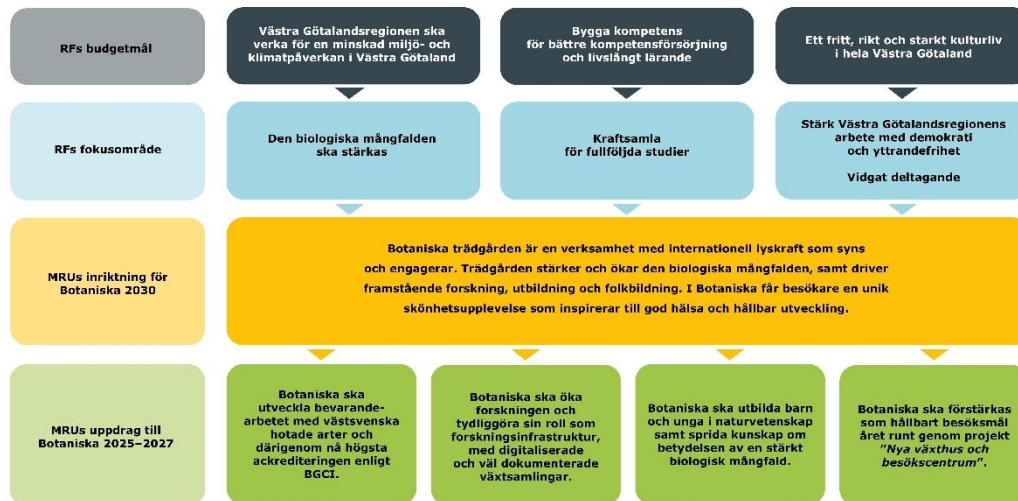 RFs budgetmål
Västra Götalandsregionen ska
verka för en minskad miljö- och
klimatpåverkan i Västra Götaland
Bygga kompetens
för bättre kompetensförsörjning
och livslångt lärande
Ett fritt, rikt och starkt kulturliv
i hela Västra Götaland
RFs fokusområde
Den biologiska mångfalden
ska stärkas
Kraftsamla
för fullföljda studier
Stärk Västra Götalandsregionens
arbete med demokrati
och yttrandefrihet
Vidgat deltagande
MRUs inriktning för
Botaniska 2030
Botaniska trädgården är en verksamhet med internationell lyskraft som syns
och engagerar. Trädgården stärker och ökar den biologiska mångfalden, samt driver
framstående forskning, utbildning och folkbildning. I Botaniska får besökare en unik
skönhetsupplevelse som inspirerar till god hälsa och hållbar utveckling.
MRUs uppdrag till
Botaniska 2025–2027
Botaniska ska
utveckla bevarande-
arbetet med västsvenska
hotade arter och
därigenom nå högsta
ackrediteringen enligt
BGCI.
Botaniska ska öka
forskningen och
tydliggöra sin roll som
forskningsinfrastruktur,
med digitaliserade
och väl dokumenterade
växtsamlingar.
Botaniska ska utbilda barn
och unga i naturvetenskap
samt sprida kunskap om
betydelsen av en stärkt
biologisk mångfald.
Botaniska ska förstärkas
som hållbart besöksmål
året runt genom projekt
”Nya växthus och
besökscentrum”.